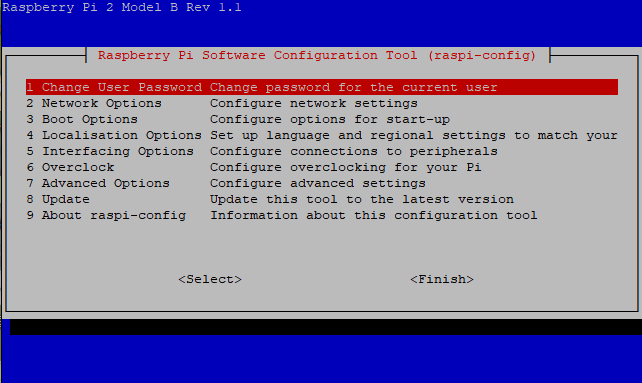 Raspberry Pi 2 Model B Rev 1.1
Raspberry Pi Software Configuration Tool (raspi-config)
1 Change User Password Change password for the current user
2 Network Options Configure network settings
3 Boot Options Configure options for start-up
4 Localisation Options Set up language and regional settings to match your
5 Interfacing Options Configure connections to peripherals
6 Overclock Configure overclocking for your Pi
7 Advanced Options Configure advanced settings
8 Update Update this tool to the latest version
9 About raspi-config Information about this configuration tool
<Select> <Finish>